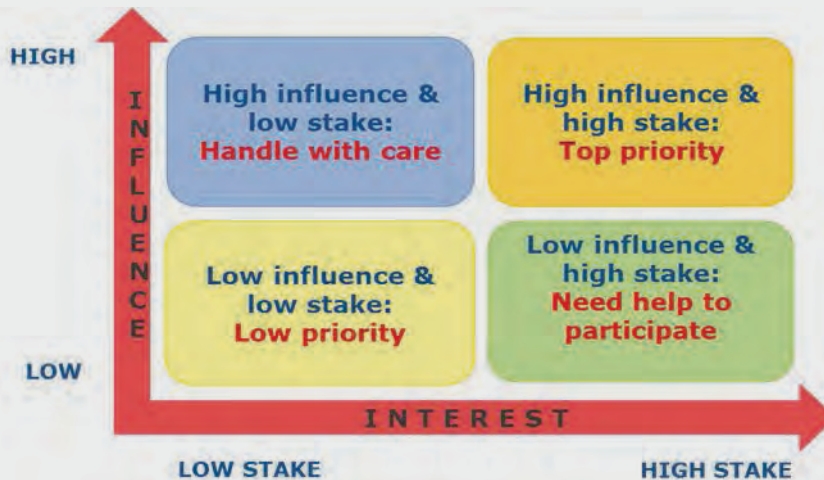 HIGH
INFLUENCE
High influence &
low stake:
Handle with care
High influence &
high stake:
Top priority
Low influence &
low stake:
Low priority
Low influence &
high stake:
Need help to
participate
LOW
INTEREST
LOW STAKE
HIGH STAKE